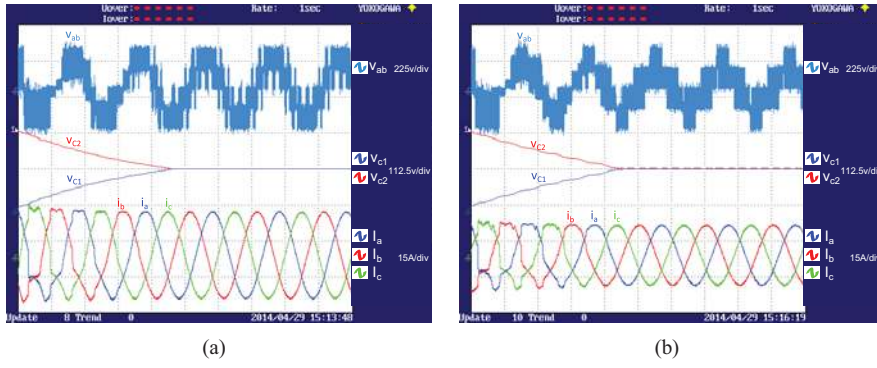 Uover: Rate: 1sec YOKOGAWA
Iover:
Vab
Vab 225v/div
VC2
VC1
Vc1
112.5v/div
Vc2
ib ia ic
Ia
Ib 15A/div
Ic
Update 8 Trend 0 2014/04/29 15:13:48
(a)
Uover: Rate: 1sec YOKOGAWA
Iover:
Vab
Vab 225v/div
VC2
VC1
Vc1
112.5v/div
Vc2
ib ia ic
Ia
Ib 15A/div
Ic
Update 10 Trend 0 2014/04/29 15:16:19
(b)